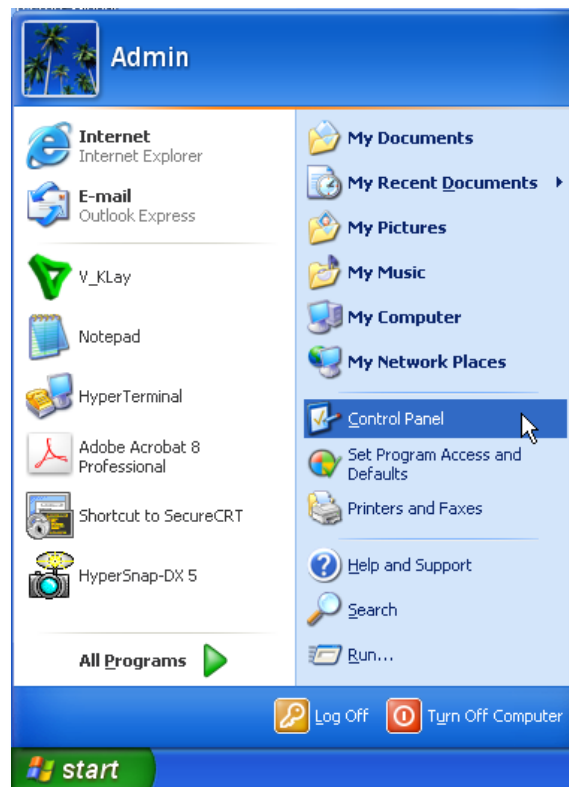 Admin
Internet
Internet Explorer
E-mail
Outlook Express
V_KLay
Notepad
HyperTerminal
Adobe Acrobat 8
Professional
Shortcut to SecureCRT
HyperSnap-DX 5
All Programs
My Documents
My Recent Documents
My Pictures
My Music
My Computer
My Network Places
Control Panel
Set Program Access and
Defaults
Printers and Faxes
Help and Support
Search
Run...
Log Off
Turn Off Computer
start